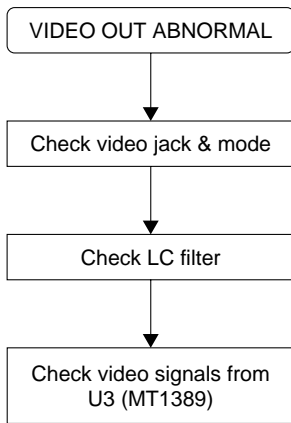 VIDEO OUT ABNORMAL
Check video jack & mode
Check LC filter
Check video signals from
U3 (MT1389)